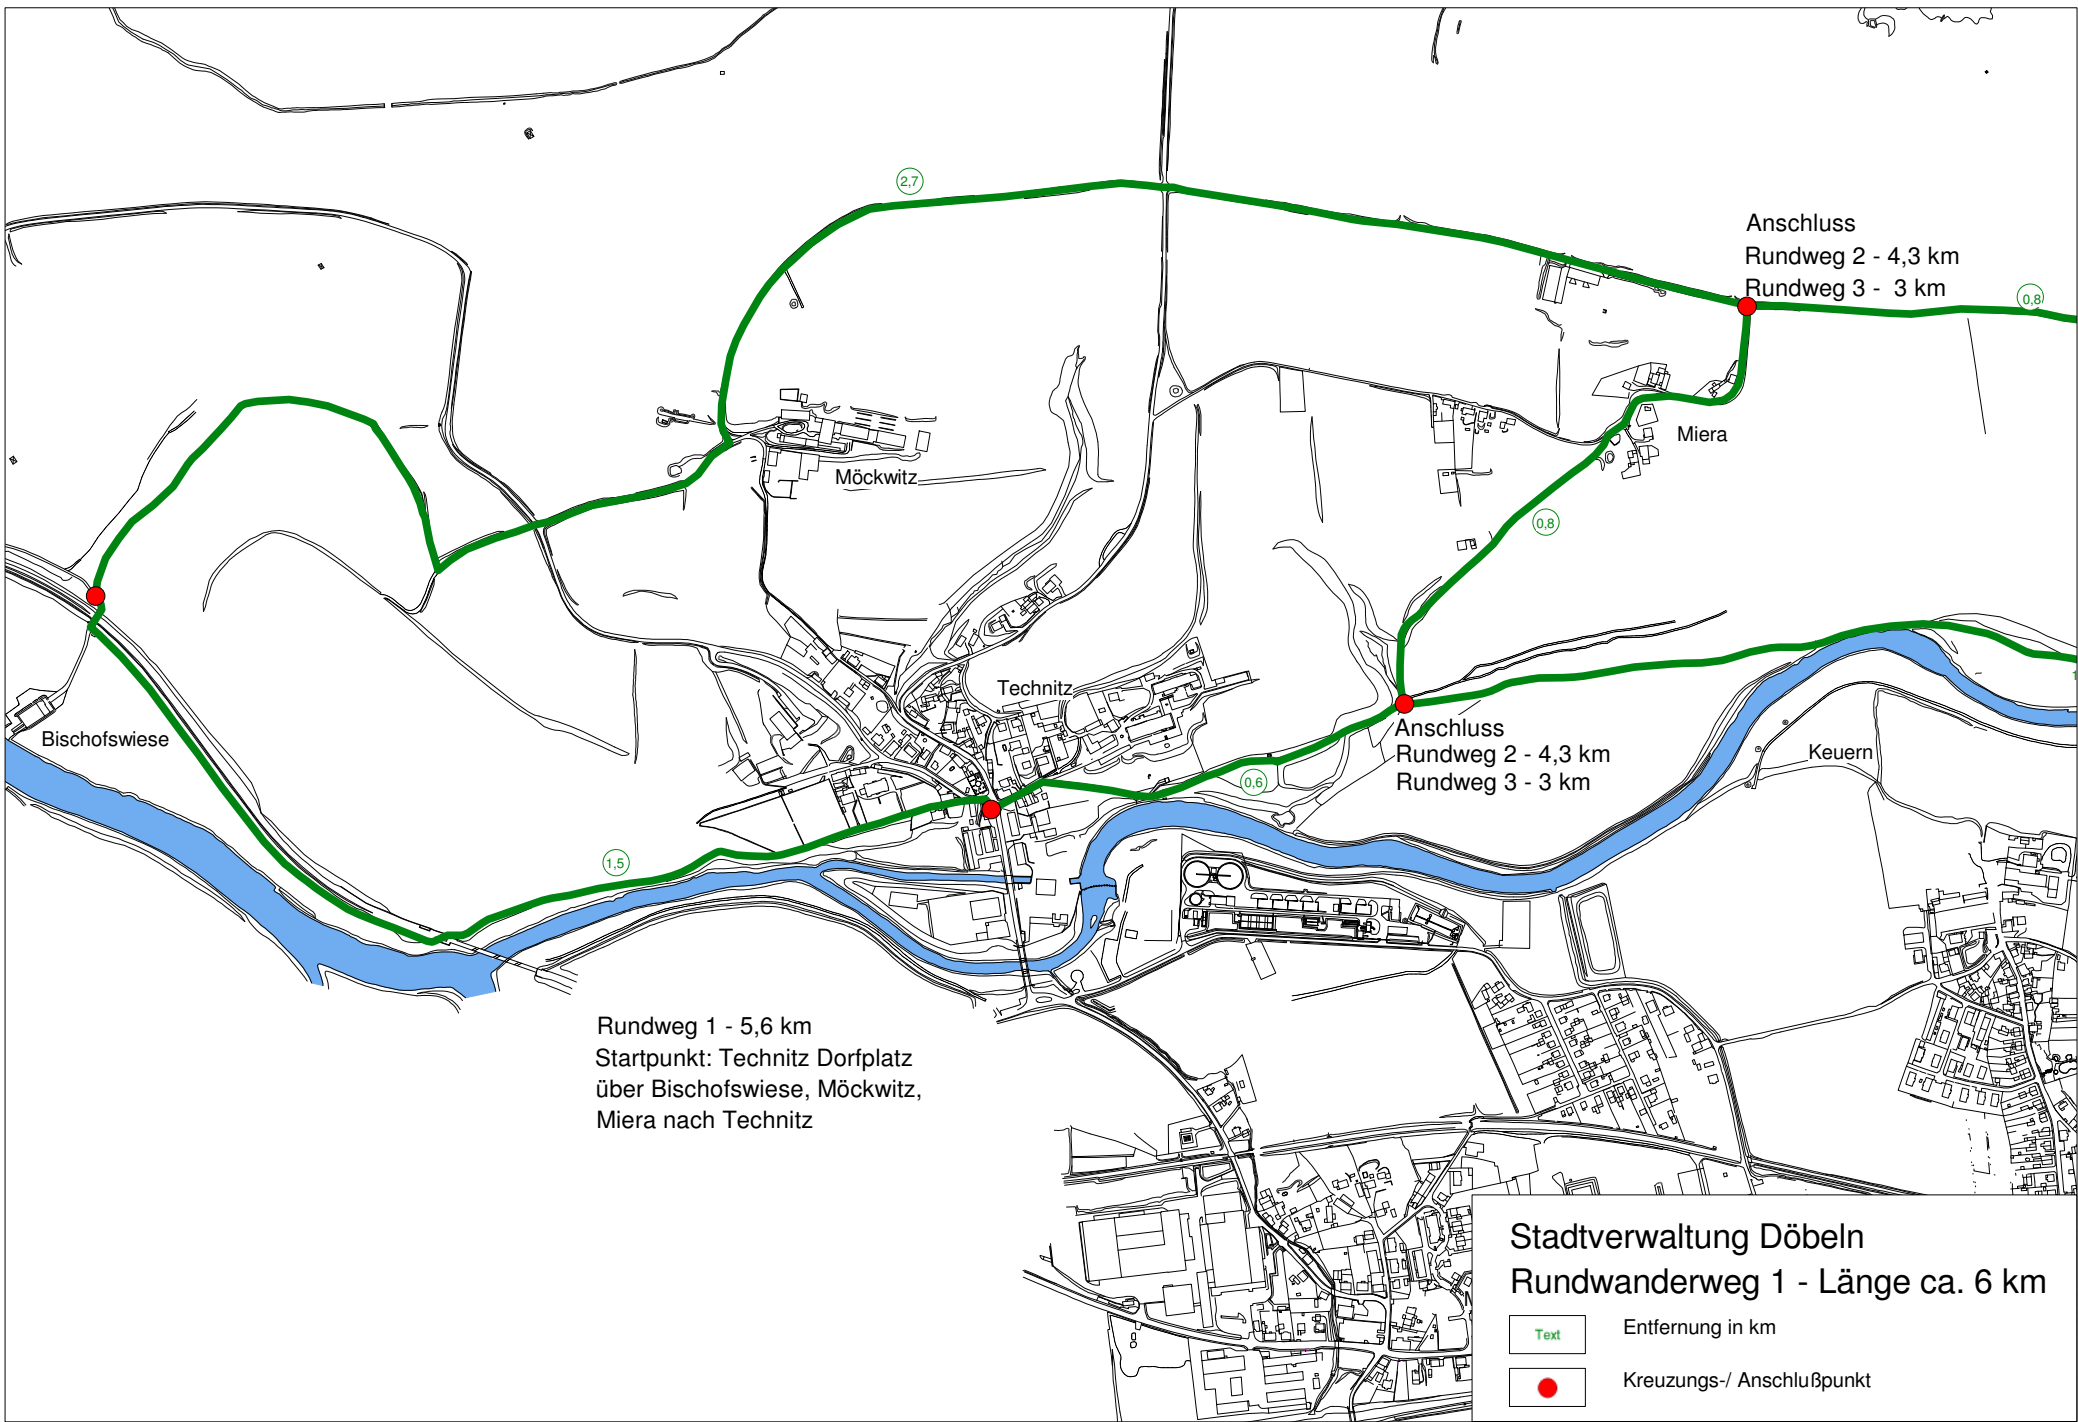 2,7
Anschluss
Rundweg 2 - 4,3 km
Rundweg 3 - 3 km
0,8
Miera
Möckwitz
0,8
Technitz
Anschluss
Rundweg 2 - 4,3 km
Rundweg 3 - 3 km
Bischofswiese
Keuern
0,6
1,5
Rundweg 1 - 5,6 km
Startpunkt: Technitz Dorfplatz
über Bischofswiese, Möckwitz,
Miera nach Technitz
Stadtverwaltung Döbeln
Rundwanderweg 1 - Länge ca. 6 km
Text
Entfernung in km
Kreuzungs-/ Anschlußpunkt